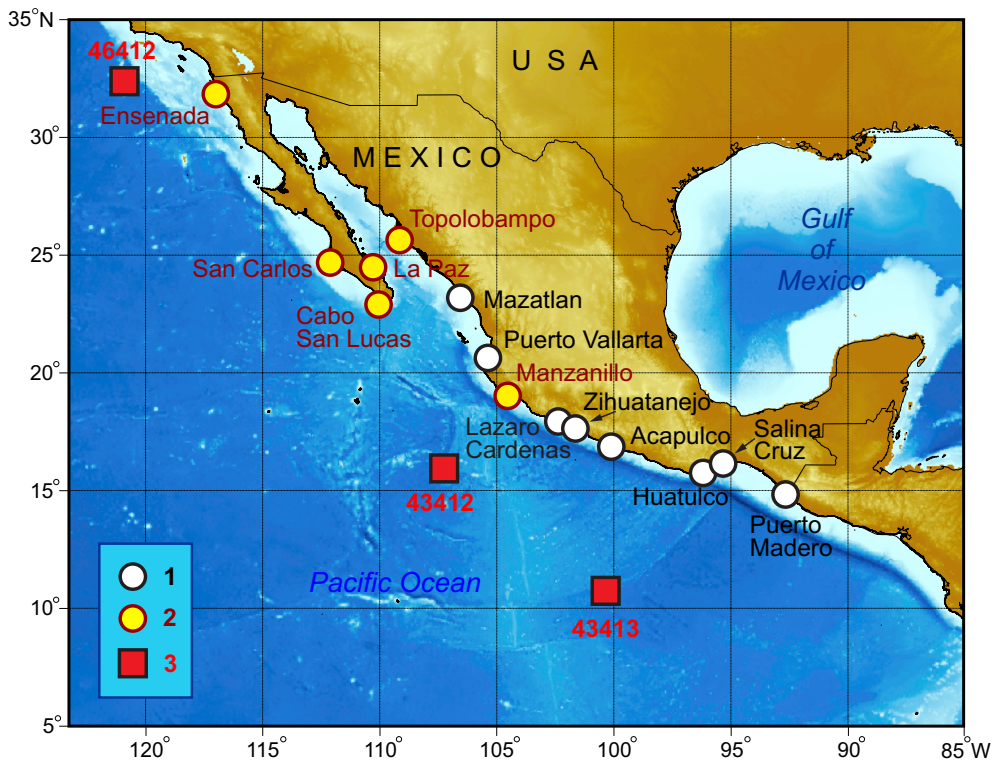 35°N
46412
U S A
Ensenada
30°
MEXICO
Topolobampo
Gulf
of
Mexico
25°
San Carlos
La Paz
Mazatlan
Cabo
San Lucas
Puerto Vallarta
20°
Manzanillo
Zihuatanejo
Lazaro
Cardenas
Acapulco
Salina
Cruz
15°
43412
Huatulco
Puerto
Madero
1
Pacific Ocean
10°
2
43413
3
5°
120°
115°
110°
105°
100°
95°
90°
85°W